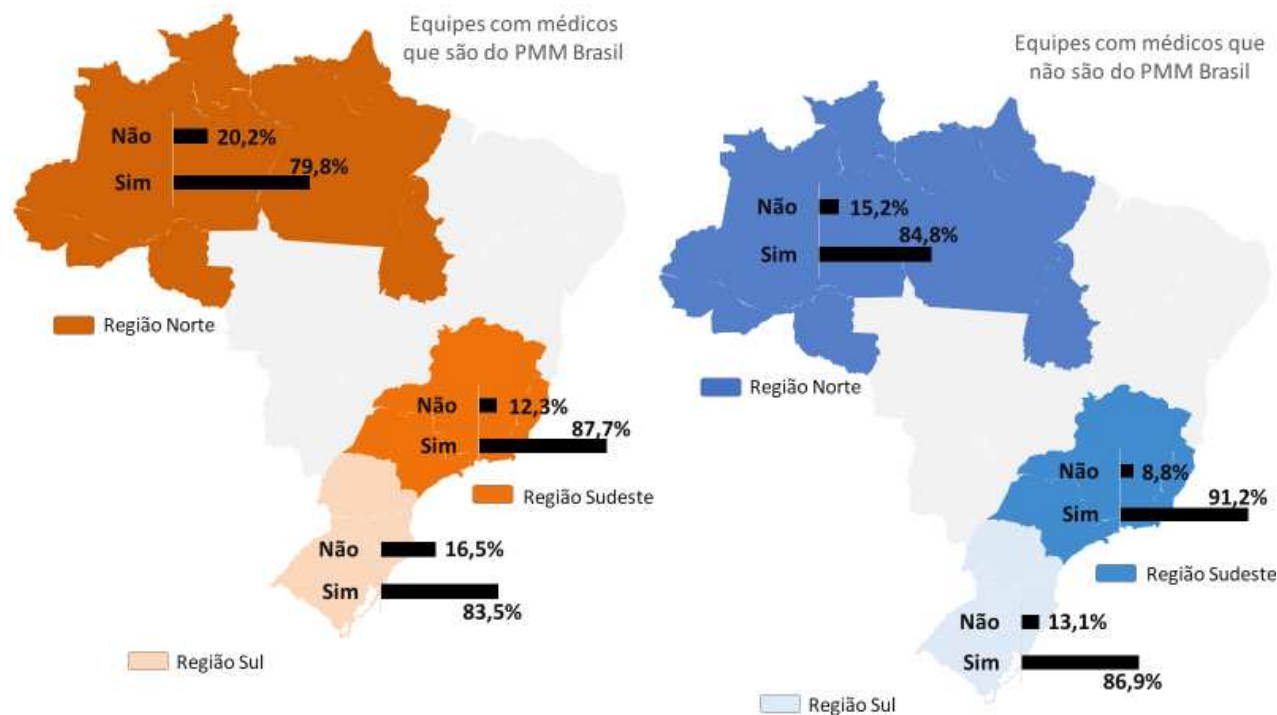 Equipes com médicos
que são do PMM Brasil
Não 20,2%
79,8%
Sim
Região Norte
Não 12,3%
87,7%
Sim
Região Sudeste
Não 16,5%
Sim
83,5%
Região Sul
Equipes com médicos que
não são do PMM Brasil
Não 15,2%
84,8%
Sim
Região Norte
Não 8,8%
91,2%
Sim
Região Sudeste
Não 13,1%
Sim
86,9%
Região Sul